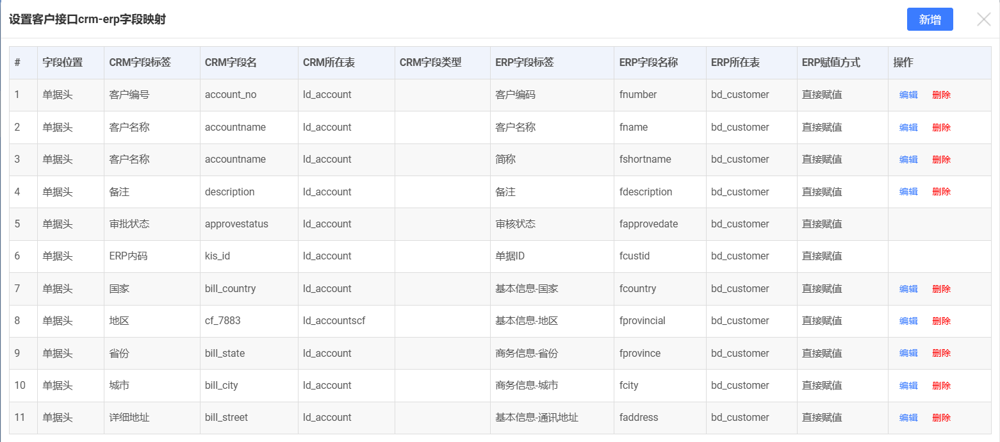 设置客户接口crm-erp字段映射 新增
# 字段位置 CRM字段标签 CRM字段名 CRM所在表 CRM字段类型 ERP字段标签 ERP字段名称 ERP所在表 ERP赋值方式 操作
1 单据头 客户编号 account_no ld_account 客户编码 fnumber bd_customer 直接赋值 编辑 删除
2 单据头 客户名称 accountname ld_account 客户名称 fname bd_customer 直接赋值 编辑 删除
3 单据头 客户名称 accountname ld_account 简称 fshortname bd_customer 直接赋值 编辑 删除
4 单据头 备注 description ld_account 备注 fdescription bd_customer 直接赋值 编辑 删除
5 单据头 审批状态 approvestatus ld_account 审核状态 fapprovedate bd_customer 直接赋值
6 单据头 ERP内码 kis_id ld_account 单据ID fcustid bd_customer 直接赋值
7 单据头 国家 bill_country ld_account 基本信息-国家 fcountry bd_customer 直接赋值 编辑 删除
8 单据头 地区 cf_7883 ld_accountscf 基本信息-地区 fprovincial bd_customer 直接赋值 编辑 删除
9 单据头 省份 bill_state ld_account 商务信息-省份 fprovince bd_customer 直接赋值 编辑 删除
10 单据头 城市 bill_city ld_account 商务信息-城市 fcity bd_customer 直接赋值 编辑 删除
11 单据头 详细地址 bill_street ld_account 基本信息-通讯地址 faddress bd_customer 直接赋值 编辑 删除